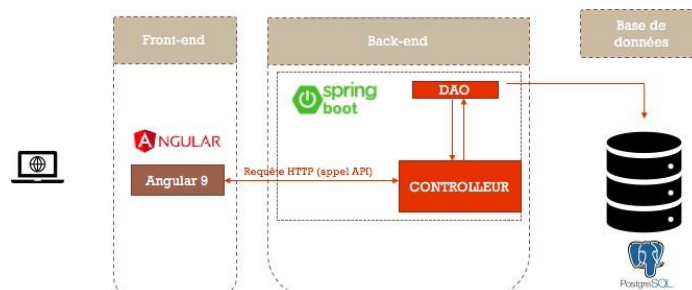 Front-end
Back-end
Base de
données
spring
boot
DAO
ANGULAR
Angular 9
Requête HTTP (appel API)
CONTROLLEUR
PostgreSQL